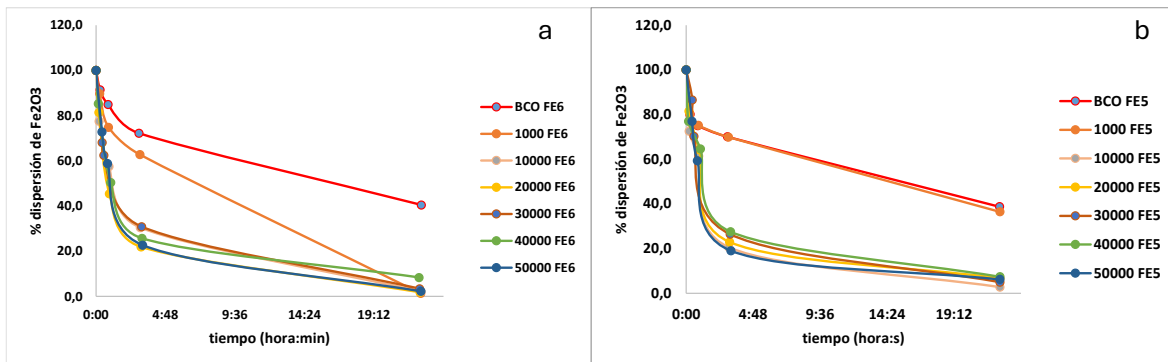 a
120,0
100,0
80,0
60,0
40,0
20,0
0,0
% dispersión de Fe2O3
0:00 4:48 9:36 14:24 19:12
tiempo (hora:min)
BCO FE6
1000 FE6
10000 FE6
20000 FE6
30000 FE6
40000 FE6
50000 FE6
b
120,0
100,0
80,0
60,0
40,0
20,0
0,0
% dispersión de Fe2O3
0:00 4:48 9:36 14:24 19:12
tiempo (hora:s)
BCO FE5
1000 FE5
10000 FE5
20000 FE5
30000 FE5
40000 FE5
50000 FE5